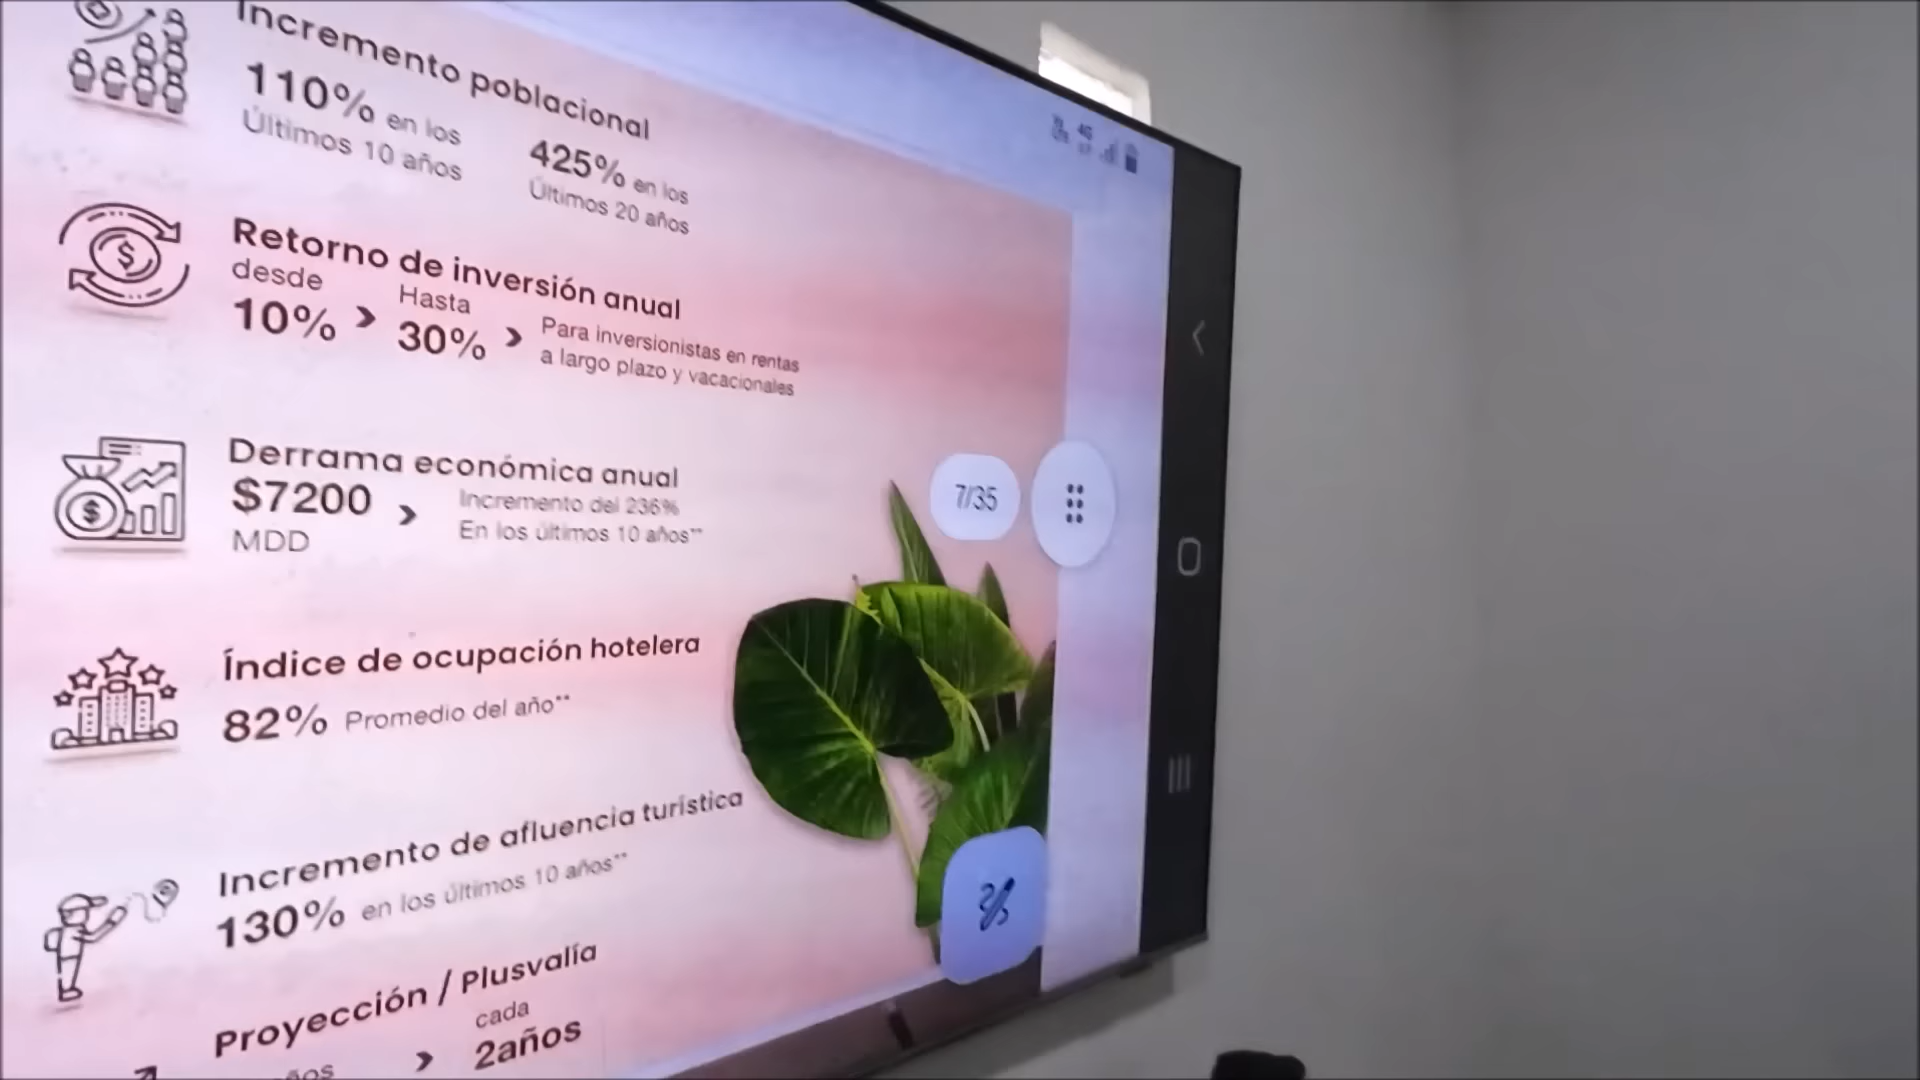 Incremento poblacional
110% en los
Últimos 10 años
425% en los
Últimos 20 años
Retorno de inversión anual
desde
10% >
Hasta
30% >
Para inversionistas en rentas
a largo plazo y vacacionales
Derrama económica anual
$7200 >
MDD
Incremento del 236%
En los últimos 10 años**
7/35
Índice de ocupación hotelera
82% Promedio del año**
Incremento de afluencia turística
130% en los últimos 10 años**
Proyección / Plusvalía
cada
> 2años